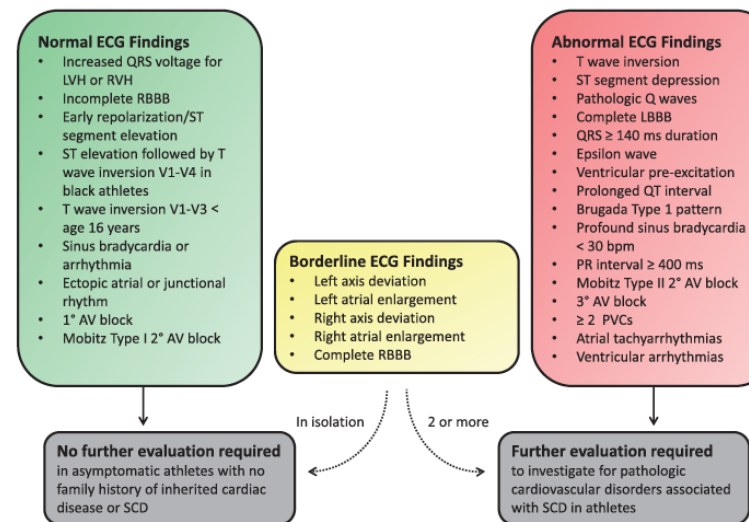 Normal ECG Findings
• Increased QRS voltage for
LVH or RVH
• Incomplete RBBB
• Early repolarization/ST
segment elevation
• ST elevation followed by T
wave inversion V1-V4 in
black athletes
• T wave inversion V1-V3 <
age 16 years
• Sinus bradycardia or
arrhythmia
• Ectopic atrial or junctional
rhythm
• 1° AV block
• Mobitz Type I 2° AV block
Borderline ECG Findings
• Left axis deviation
• Left atrial enlargement
• Right axis deviation
• Right atrial enlargement
• Complete RBBB
Abnormal ECG Findings
• T wave inversion
• ST segment depression
• Pathologic Q waves
• Complete LBBB
• QRS ≥ 140 ms duration
• Epsilon wave
• Ventricular pre-excitation
• Prolonged QT interval
• Brugada Type 1 pattern
• Profound sinus bradycardia
< 30 bpm
• PR interval ≥ 400 ms
• Mobitz Type II 2° AV block
• 3° AV block
• ≥ 2 PVCs
• Atrial tachyarrhythmias
• Ventricular arrhythmias
In isolation
2 or more
No further evaluation required
in asymptomatic athletes with no
family history of inherited cardiac
disease or SCD
Further evaluation required
to investigate for pathologic
cardiovascular disorders associated
with SCD in athletes